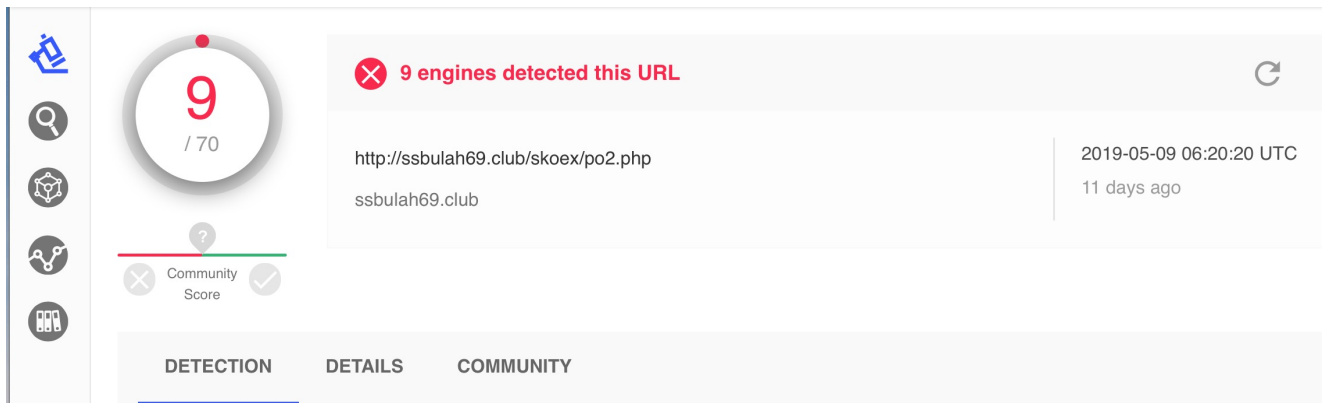 9
/ 70
9 engines detected this URL
http://ssbulah69.club/skoex/po2.php
ssbulah69.club
2019-05-09 06:20:20 UTC
11 days ago
?
Community
Score
DETECTION DETAILS COMMUNITY